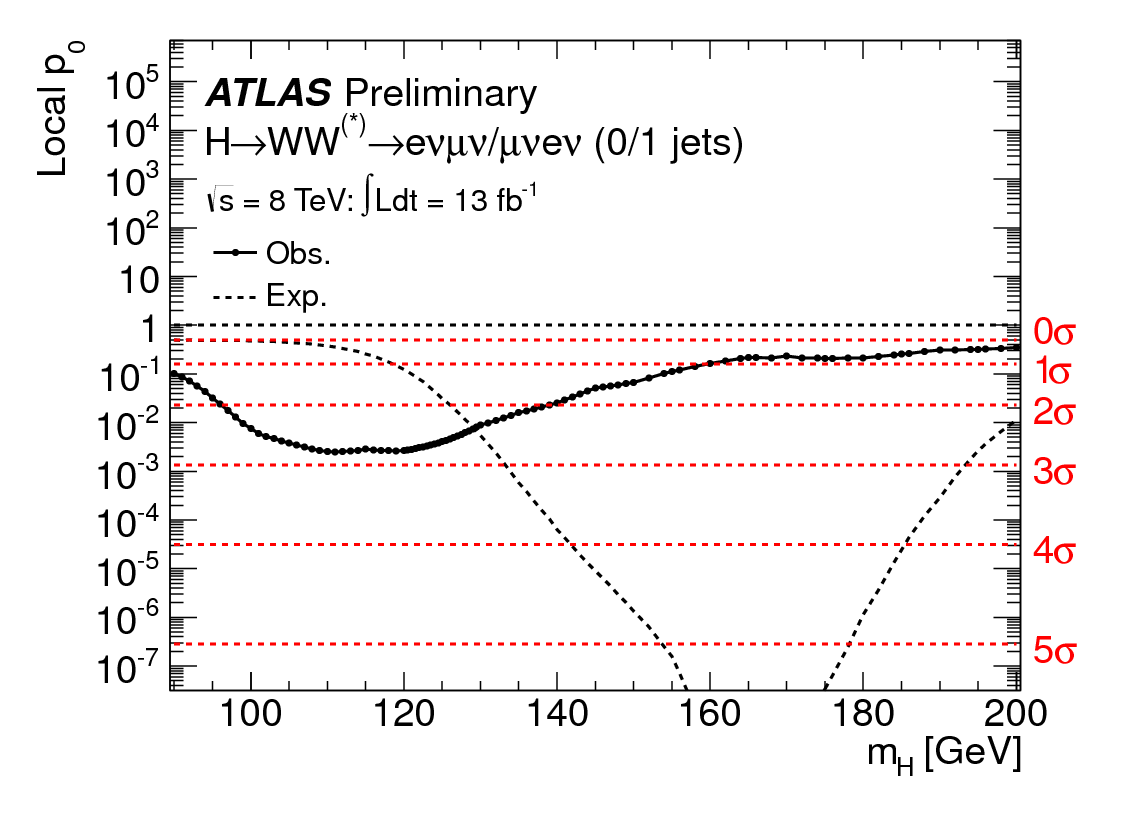 Local p0
10^5
10^4
10^3
10^2
10
1
10^-1
10^-2
10^-3
10^-4
10^-5
10^-6
10^-7
ATLAS Preliminary
H→WW(*)→eνμν/μνeν (0/1 jets)
√s = 8 TeV: ∫Ldt = 13 fb^-1
Obs.
Exp.
0σ
1σ
2σ
3σ
4σ
5σ
100 120 140 160 180 200
m_H [GeV]